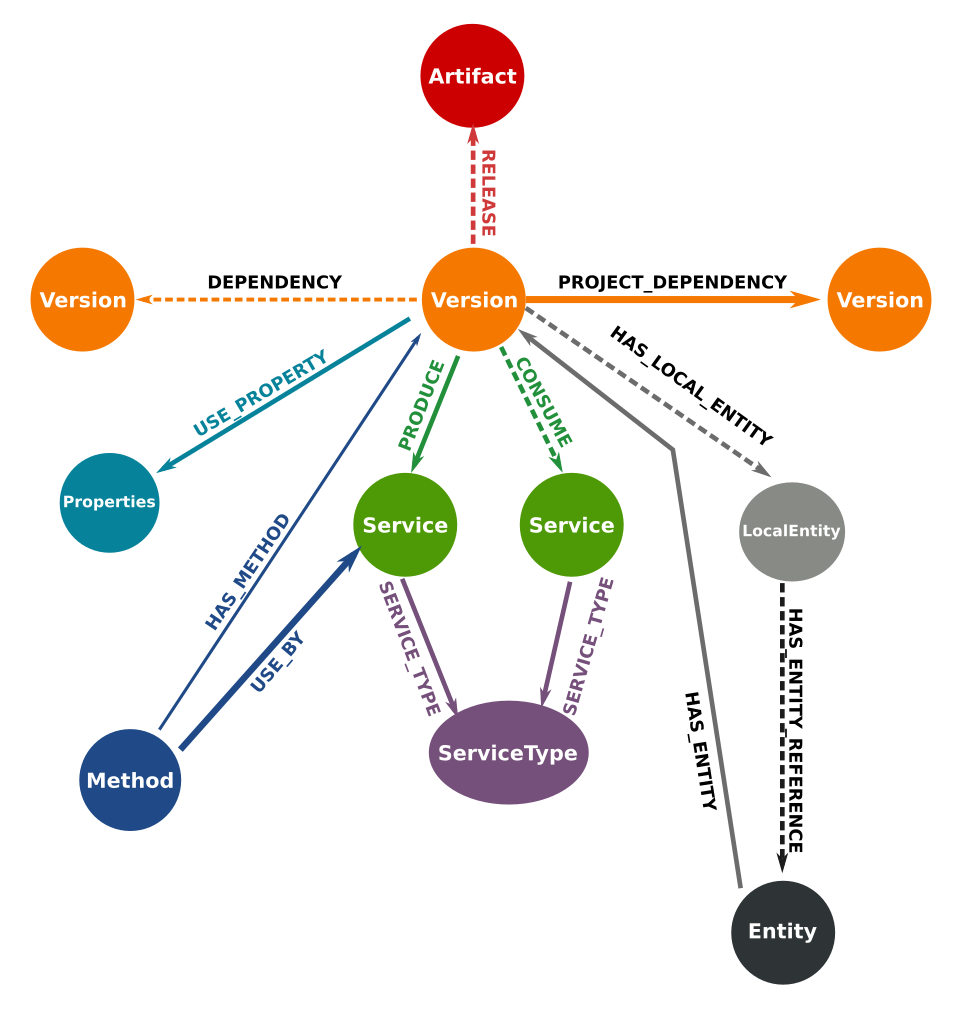 Artifact
RELEASE
Version
DEPENDENCY
Version
PROJECT_DEPENDENCY
Version
HAS_LOCAL_ENTITY
USE_PROPERTY
PRODUCE
CONSUME
Properties
Service
Service
LocalEntity
HAS_METHOD
USE_BY
SERVICE_TYPE
SERVICE_TYPE
HAS_ENTITY_REFERENCE
HAS_ENTITY
Method
ServiceType
Entity